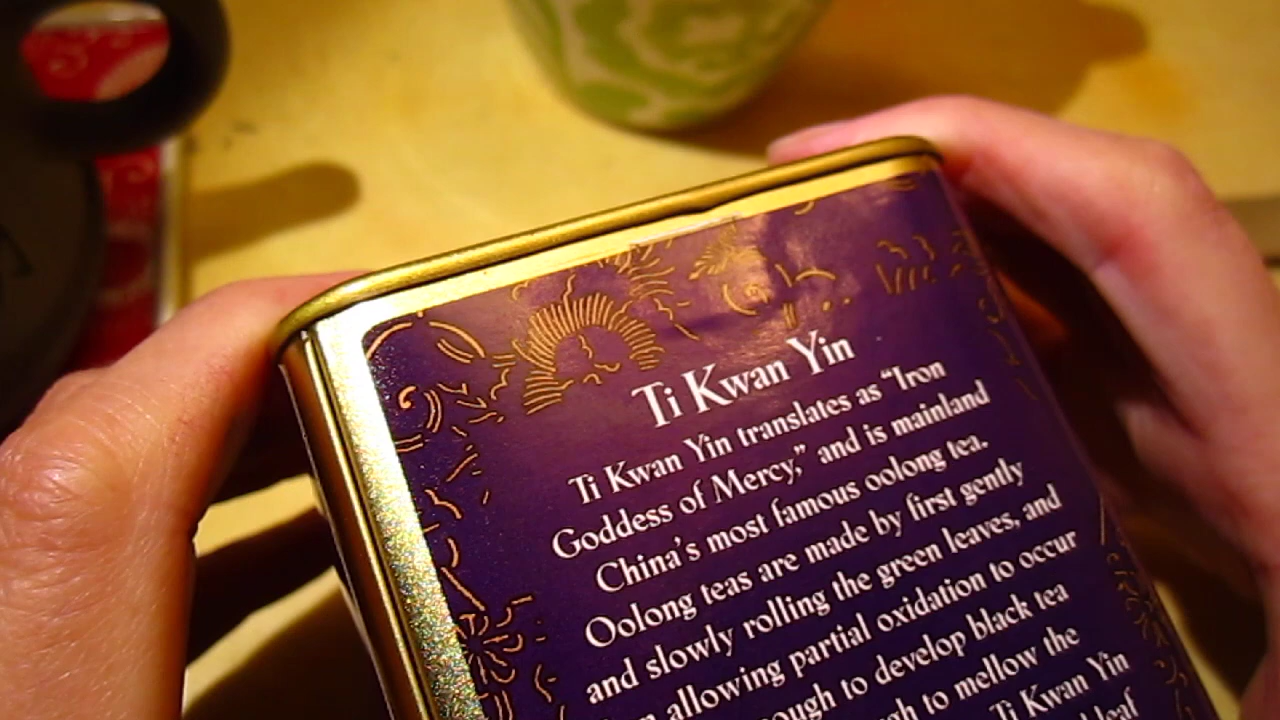 Ti Kwan Yin
Ti Kwan Yin translates as “Iron
Goddess of Mercy,” and is mainland
China's most famous oolong tea.
Oolong teas are made by first gently
and slowly rolling the green leaves, and
allowing partial oxidation to occur
to develop black tea
to mellow the
Ti Kwan Yin
leaf